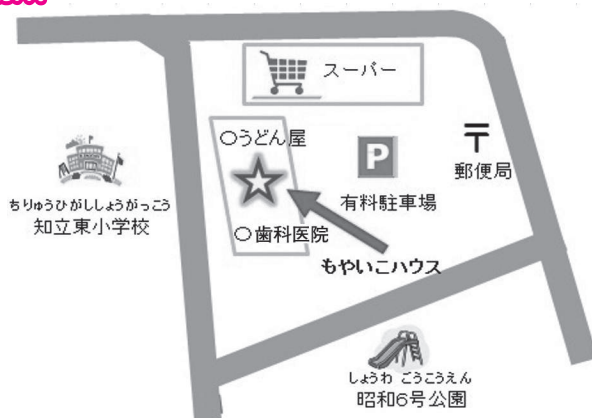 スーパー
○うどん屋
P
〒
郵便局
有料駐車場
ちりゅうひがししょうがっこう
知立東小学校
○歯科医院
もやいこハウス
しょうわ ごうこうえん
昭和6号公園